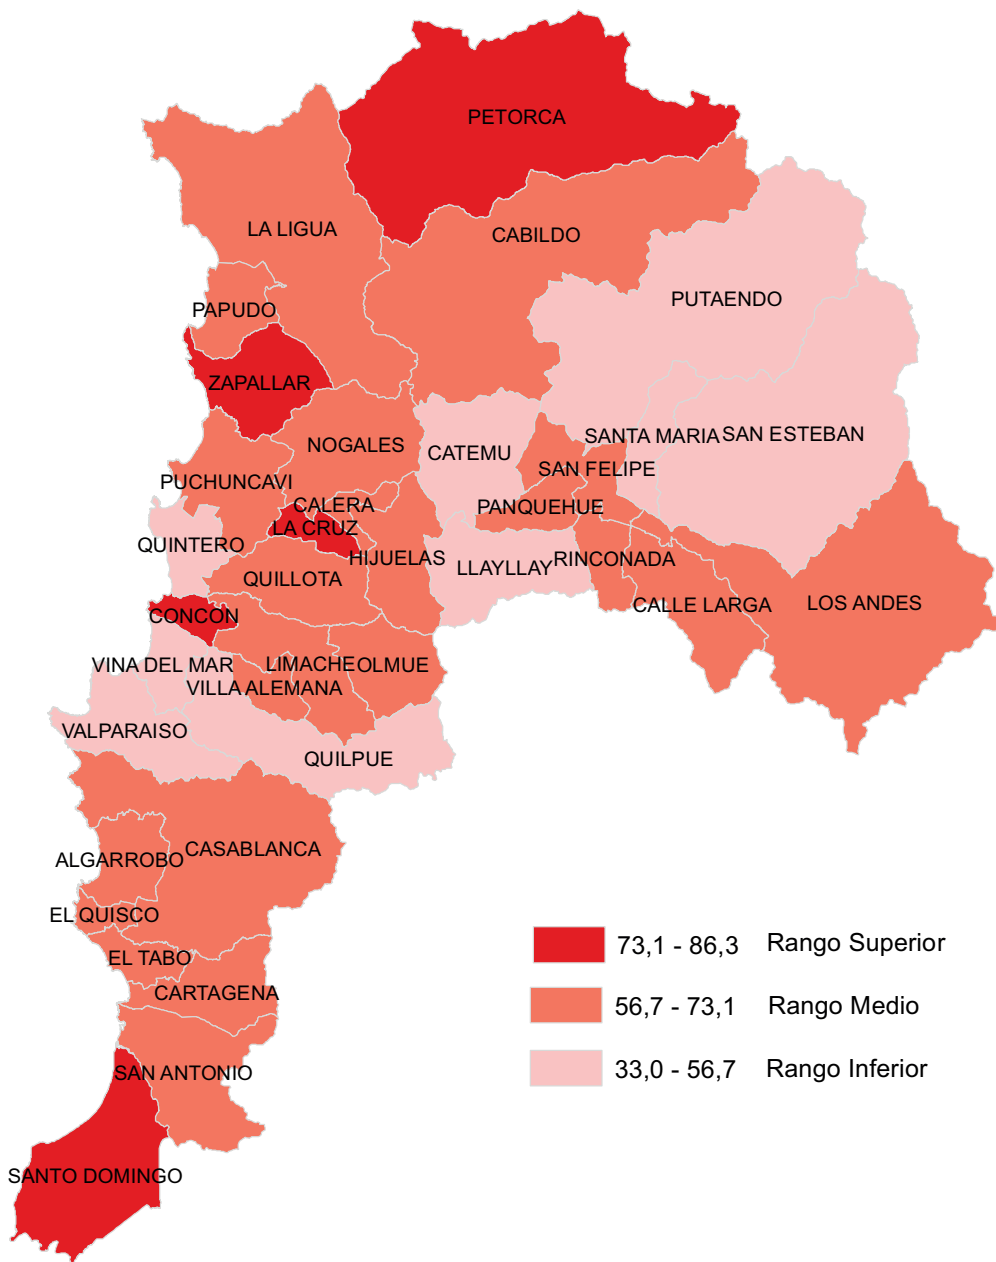 PETORCA
LA LIGUA
CABILDO
PUTAENDO
PAPUDO
ZAPALLAR
SANTA MARIA
SAN ESTEBAN
NOGALES
CATEMU
SAN FELIPE
PUCHUNCAVI
CALERA
PANQUEHUE
LA CRUZ
QUINTERO
HIJUELAS
LLAYLLAY
RINCONADA
QUILLOTA
CALLE LARGA
LOS ANDES
CONCON
VINA DEL MAR
LIMACHE
OLMUE
VILLA ALEMANA
VALPARAISO
QUILPUE
CASABLANCA
ALGARROBO
EL QUISCO
EL TABO
CARTAGENA
SAN ANTONIO
SANTO DOMINGO
73,1 - 86,3 Rango Superior
56,7 - 73,1 Rango Medio
33,0 - 56,7 Rango Inferior